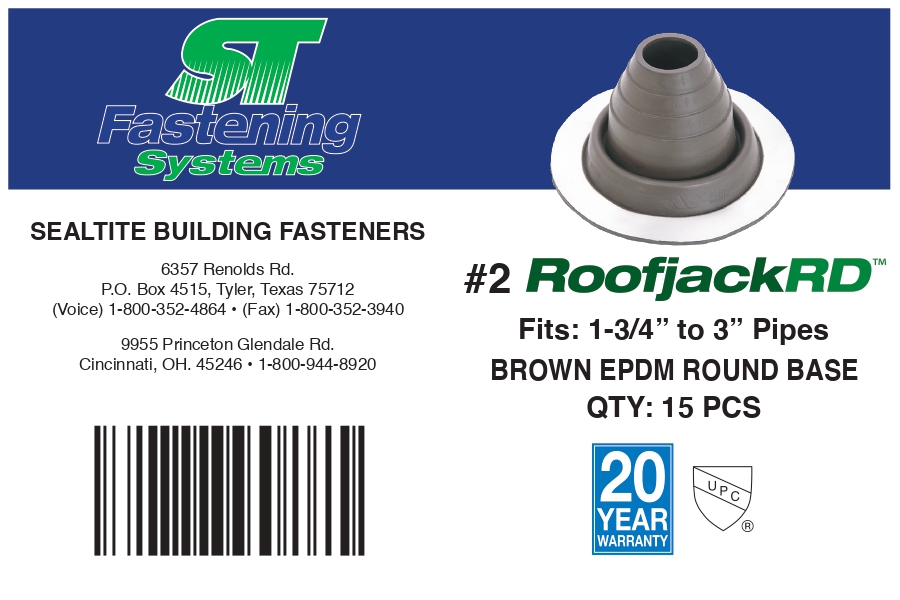 ST
Fastening
Systems
SEALTITE BUILDING FASTENERS
6357 Renolds Rd.
P.O. Box 4515, Tyler, Texas 75712
(Voice) 1-800-352-4864 • (Fax) 1-800-352-3940
9955 Princeton Glendale Rd.
Cincinnati, OH. 45246 • 1-800-944-8920
#2 RoofjackRD™
Fits: 1-3/4” to 3” Pipes
BROWN EPDM ROUND BASE
QTY: 15 PCS
20
YEAR
WARRANTY
UPC
®